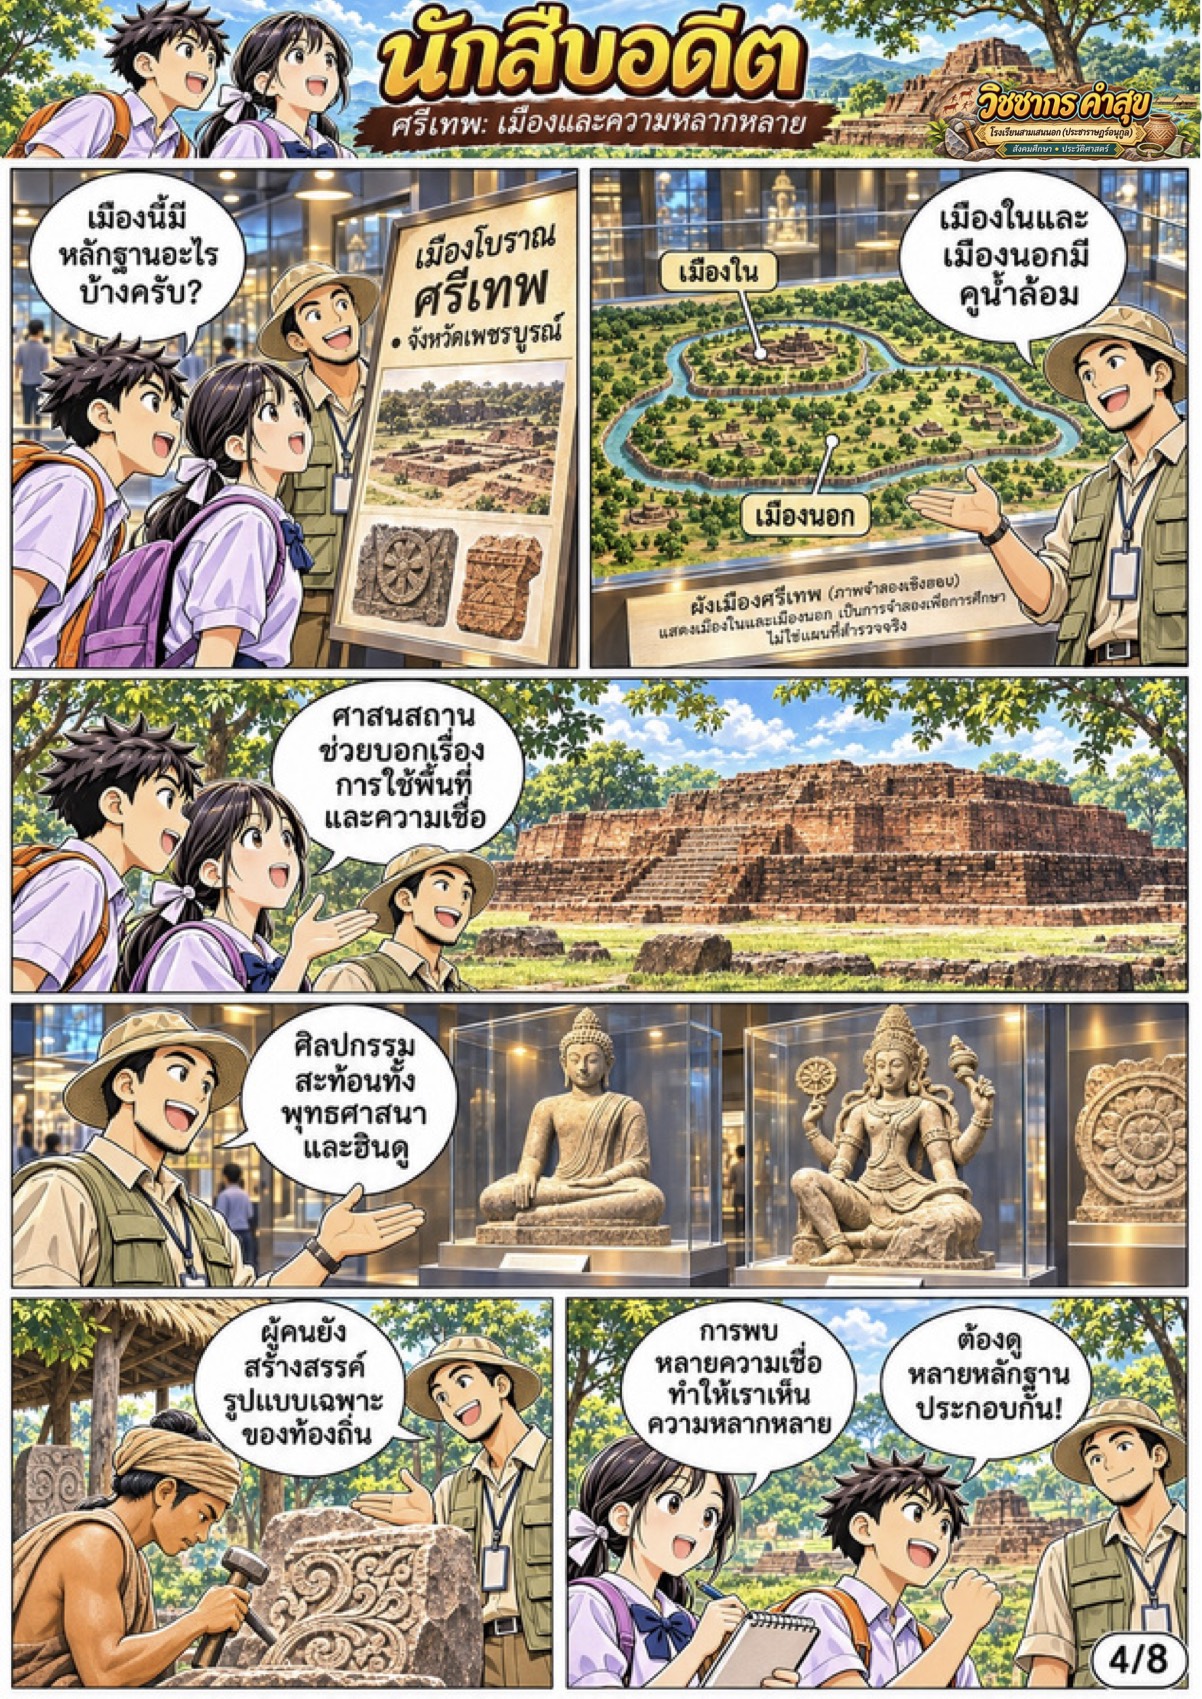 นักสืบอดีต
ศรีเทพ: เมืองและความหลากหลาย
วิชชากร คำสุข
โรงเรียนสามเสนนอก (ประชาราษฎร์อนุกูล)
สังคมศึกษา • ประวัติศาสตร์
เมืองนี้มี
หลักฐานอะไร
บ้างครับ?
เมืองโบราณ
ศรีเทพ
• จังหวัดเพชรบูรณ์
เมืองในและ
เมืองนอกมี
คูน้ำล้อม
เมืองใน
เมืองนอก
ผังเมืองศรีเทพ (ภาพจำลองเชิงฮอบ)
แสดงเมืองในและเมืองนอก เป็นการจำลองเพื่อการศึกษา
ไม่ใช่แผนที่สำรวจจริง
ศาสนสถาน
ช่วยบอกเรื่อง
การใช้พื้นที่
และความเชื่อ
ศิลปกรรม
สะท้อนทั้ง
พุทธศาสนา
และฮินดู
ผู้คนยัง
สร้างสรรค์
รูปแบบเฉพาะ
ของท้องถิ่น
การพบ
หลายความเชื่อ
ทำให้เราเห็น
ความหลากหลาย
ต้องดู
หลายหลักฐาน
ประกอบกัน!
4/8